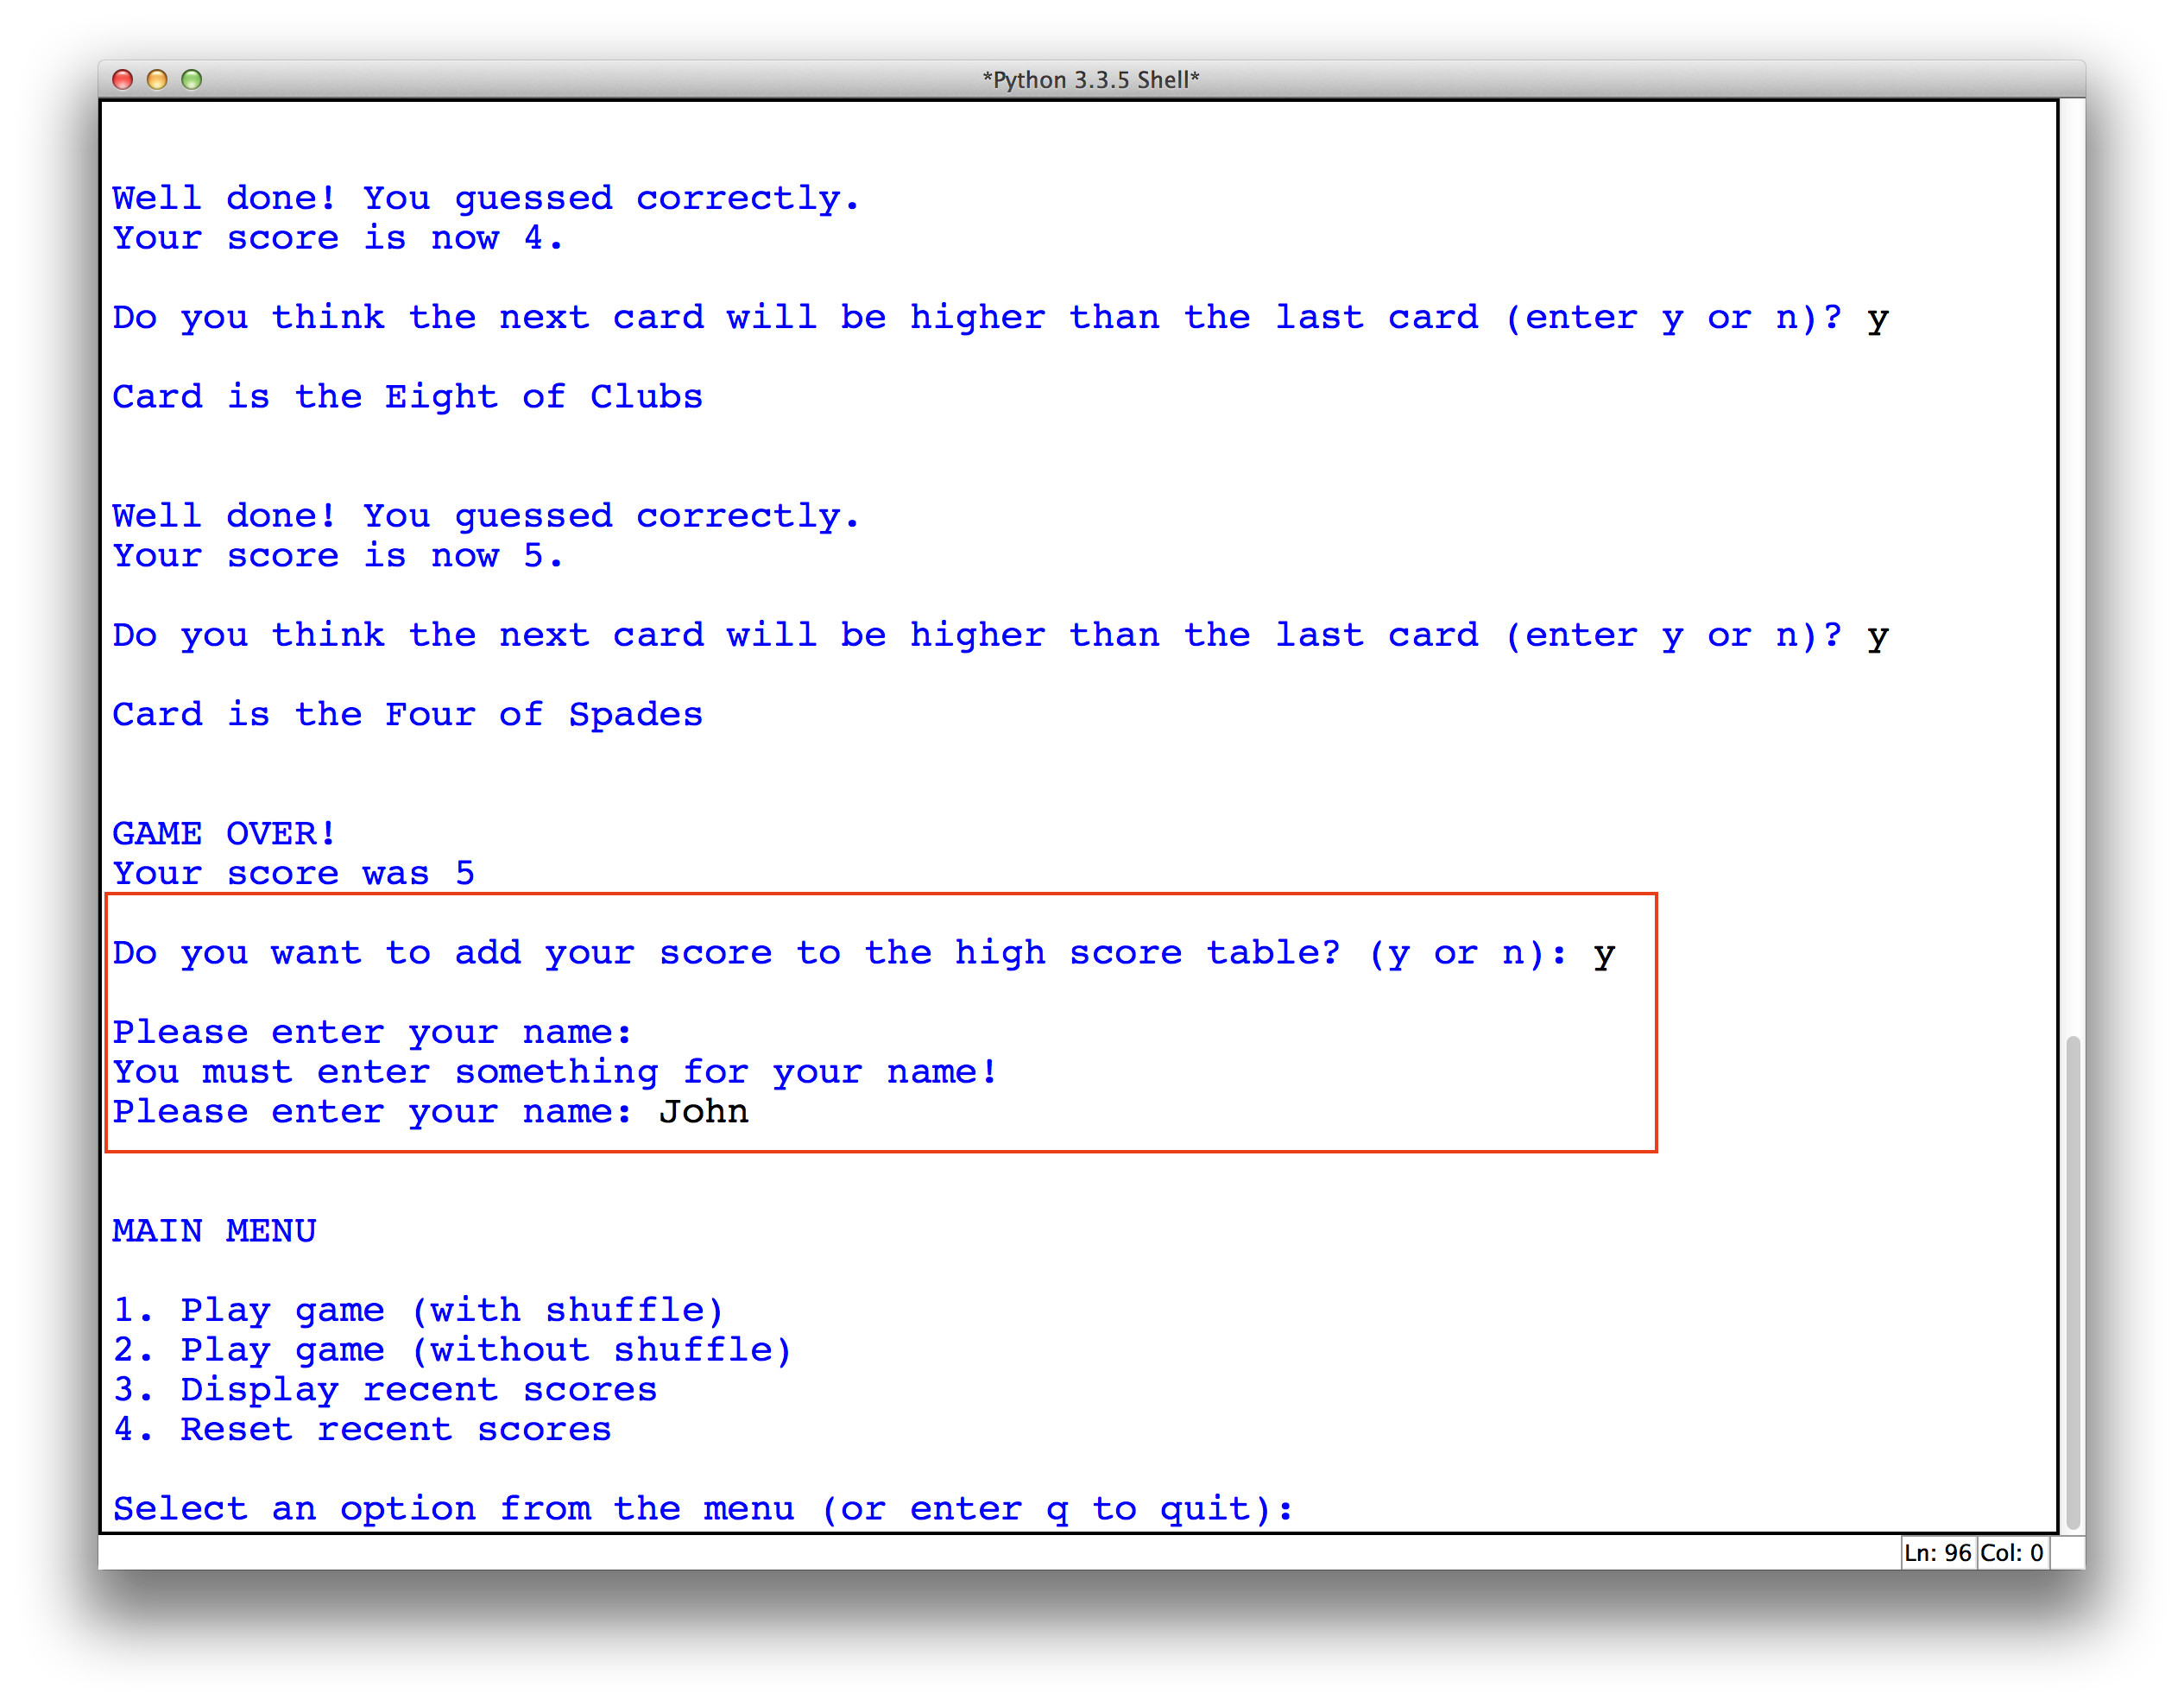 *Python 3.3.5 Shell*
Well done! You guessed correctly.
Your score is now 4.
Do you think the next card will be higher than the last card (enter y or n)? y
Card is the Eight of Clubs
Well done! You guessed correctly.
Your score is now 5.
Do you think the next card will be higher than the last card (enter y or n)? y
Card is the Four of Spades
GAME OVER!
Your score was 5
Do you want to add your score to the high score table? (y or n): y
Please enter your name:
You must enter something for your name!
Please enter your name: John
MAIN MENU
1. Play game (with shuffle)
2. Play game (without shuffle)
3. Display recent scores
4. Reset recent scores
Select an option from the menu (or enter q to quit):
Ln: 96 Col: 0